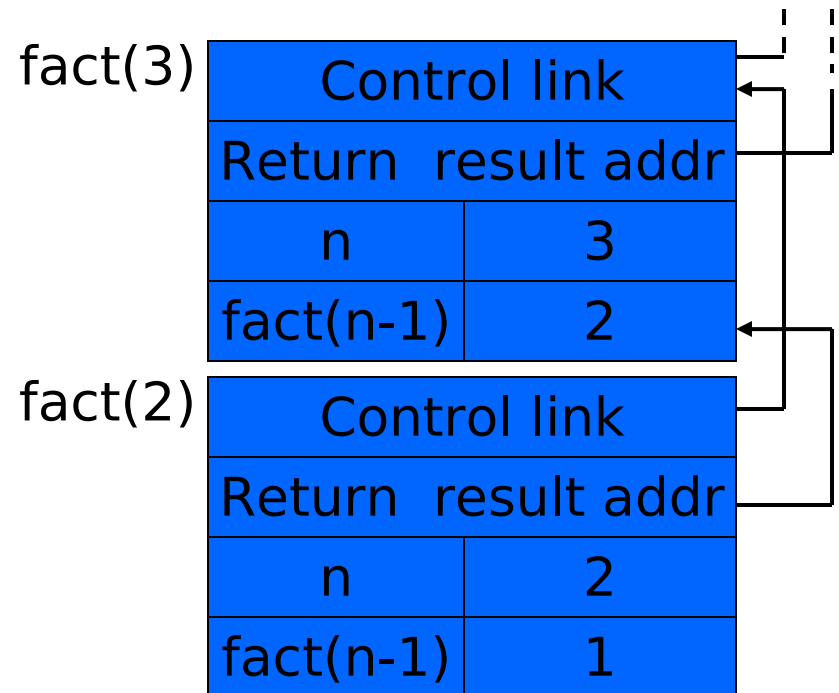 fact(3)
Control link
Return result addr
n 3
fact(n-1) 2
fact(2)
Control link
Return result addr
n 2
fact(n-1) 1